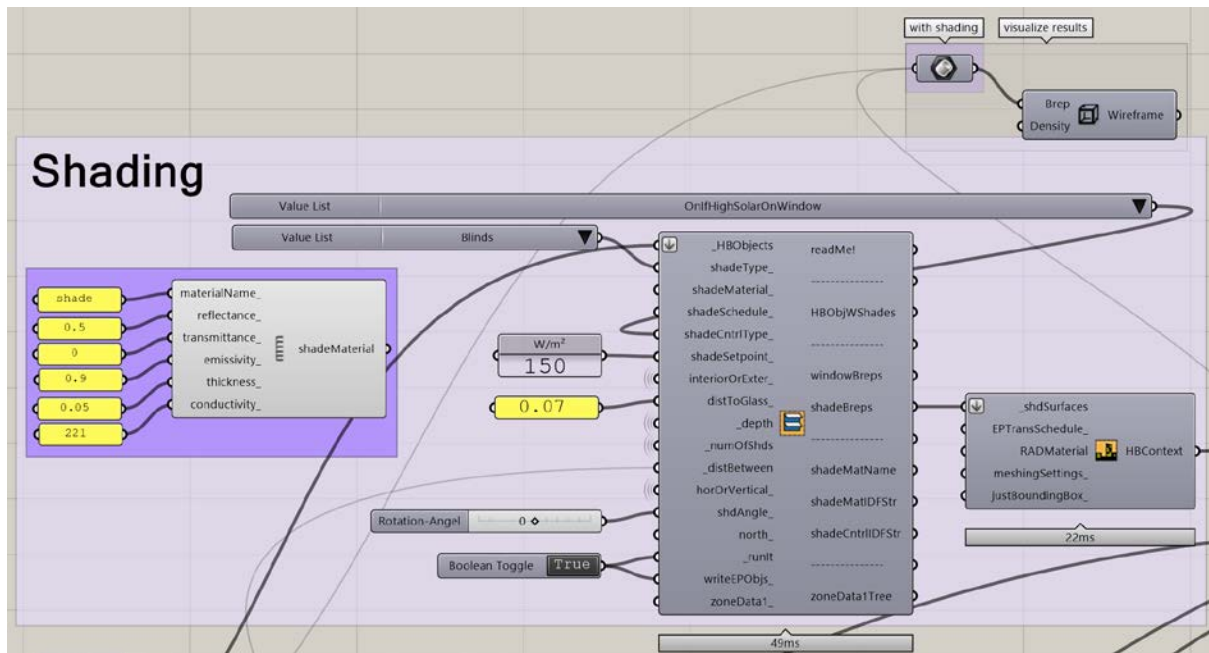 with shading
visualize results
Brep
Density
Wireframe
Shading
Value List
OnIfHighSolarOnWindow
Value List
Blinds
shade
0.5
0
0.9
0.05
221
materialName_
reflectance_
transmittance_
emissivity_
thickness_
conductivity_
shadeMaterial
W/m²
150
0.07
Rotation-Angel
0
Boolean Toggle
True
_HBObjects
shadeType_
shadeMaterial_
shadeSchedule_
shadeCntrlType_
shadeSetpoint_
interiorOrExter_
distToGlass_
_depth
_numOfShds
_distBetween
horOrVertical_
shdAngle_
north_
_runIt
writeEPObjs_
zoneData1_
readMe!
--------------
HBObjWShades
--------------
windowBreps
shadeBreps
--------------
shadeMatName
shadeMatIDFStr
shadeCntrlIDFStr
--------------
zoneData1Tree
49ms
_shdSurfaces
EPTransSchedule_
RADMaterial_
meshingSettings_
justBoundingBox_
HBContext
22ms